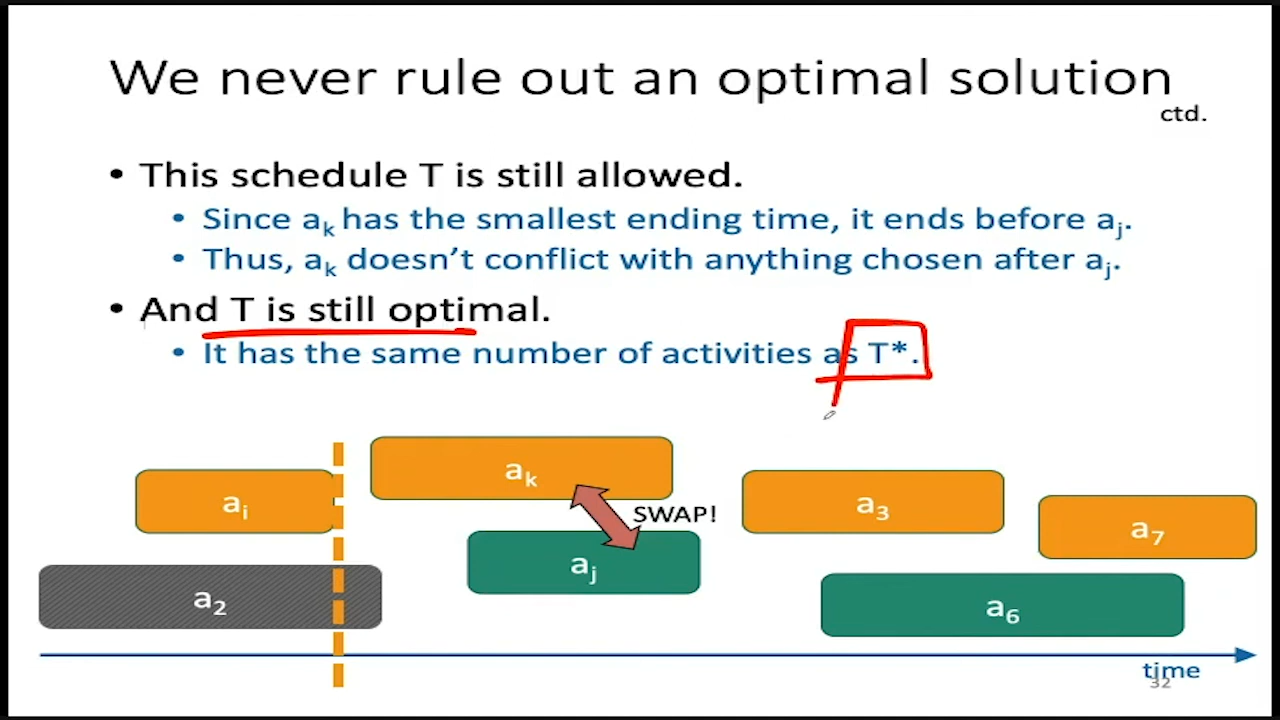 We never rule out an optimal solution
ctd.
• This schedule T is still allowed.
• Since ak has the smallest ending time, it ends before aj.
• Thus, ak doesn't conflict with anything chosen after aj.
• And T is still optimal.
• It has the same number of activities as T*.
ak
ai
SWAP!
a3
a7
aj
a2
a6
time
32